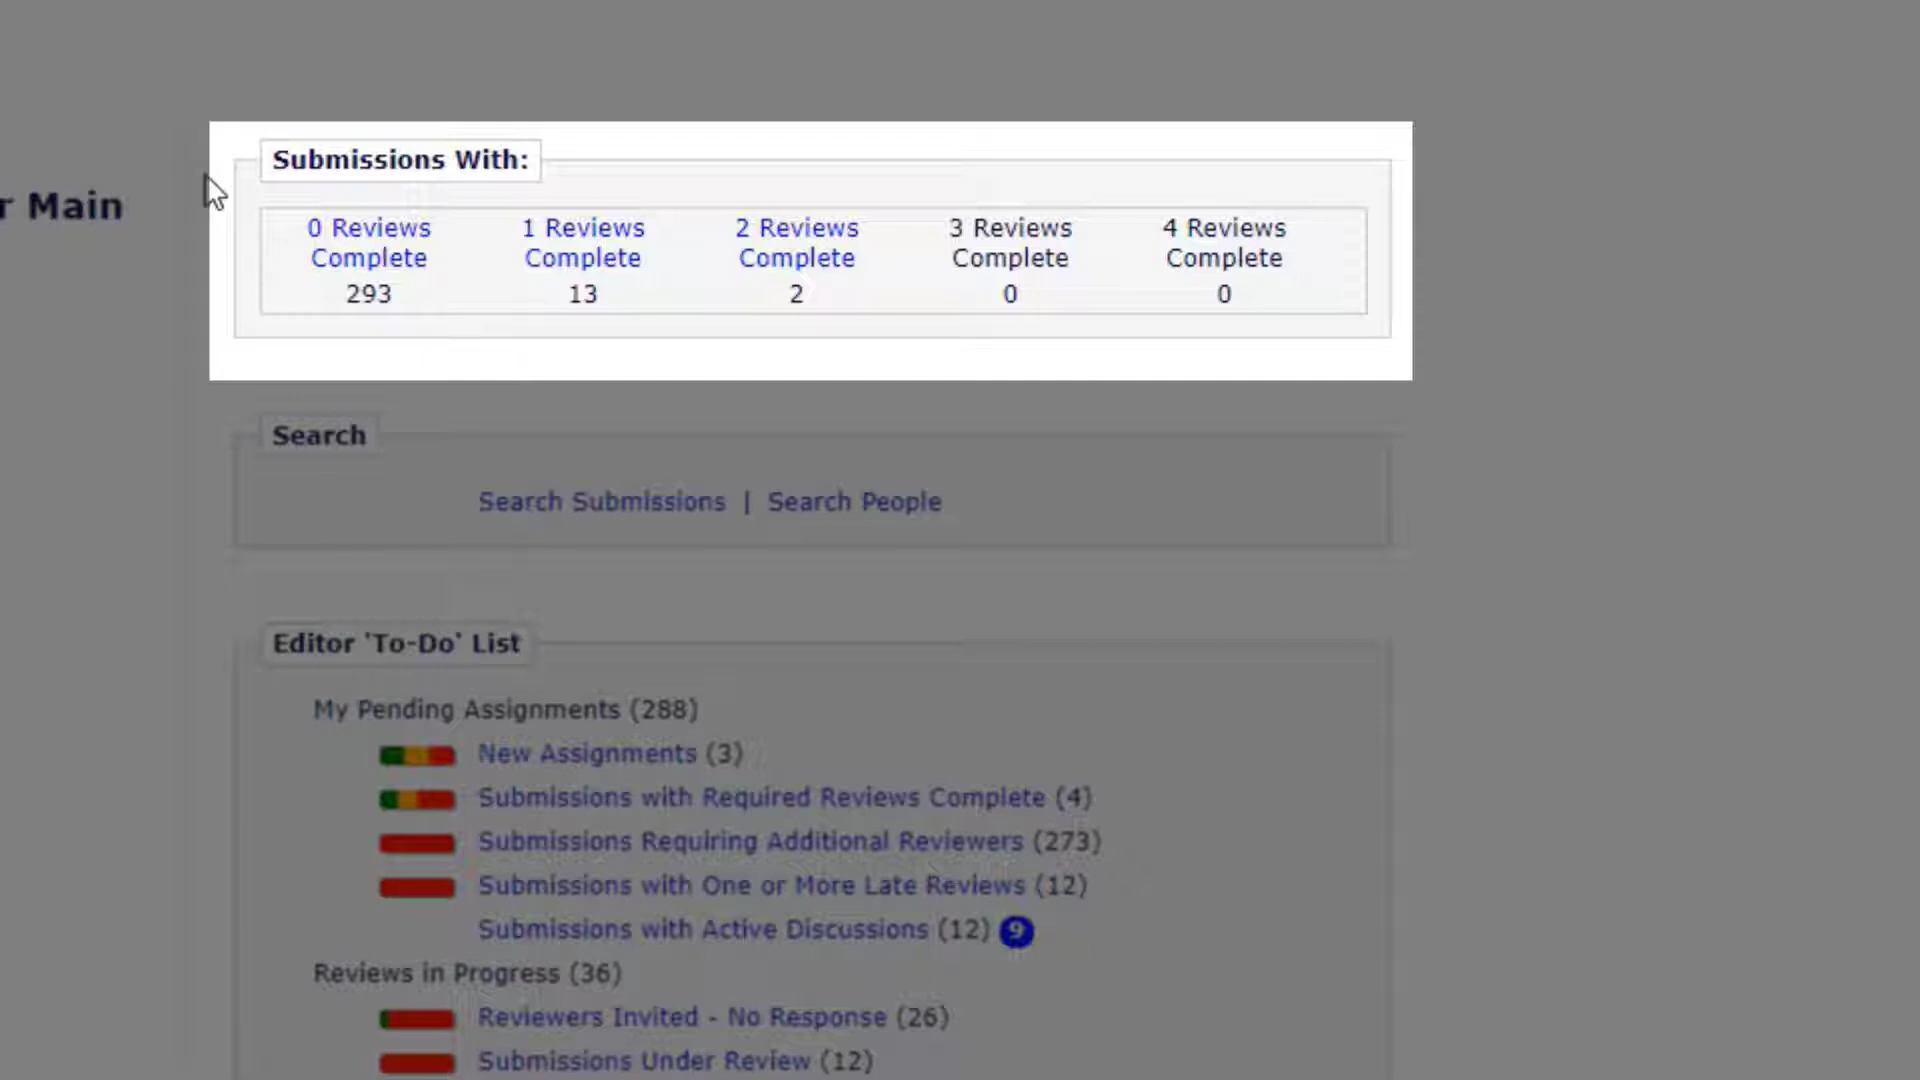 r Main
Submissions With:
0 Reviews Complete
1 Reviews Complete
2 Reviews Complete
3 Reviews Complete
4 Reviews Complete
293 13 2 0 0
Search
Search Submissions | Search People
Editor 'To-Do' List
My Pending Assignments (288)
New Assignments (3)
Submissions with Required Reviews Complete (4)
Submissions Requiring Additional Reviewers (273)
Submissions with One or More Late Reviews (12)
Submissions with Active Discussions (12) 9
Reviews in Progress (36)
Reviewers Invited - No Response (26)
Submissions Under Review (12)